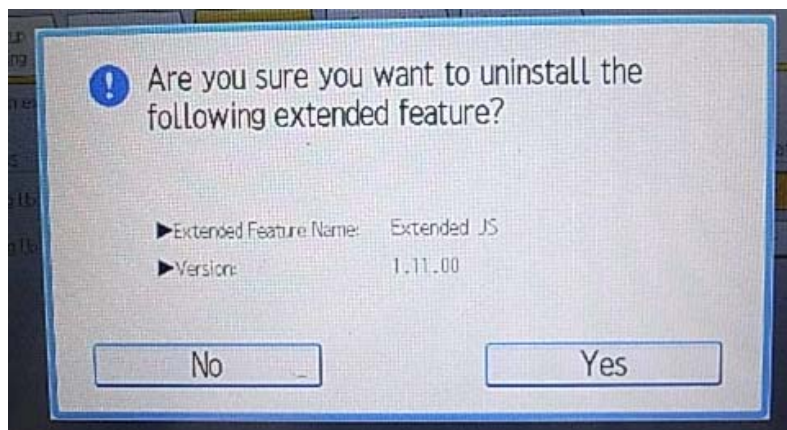 Are you sure you want to uninstall the
following extended feature?
▶Extended Feature Name: Extended JS
▶Version: 1.11.00
No
Yes